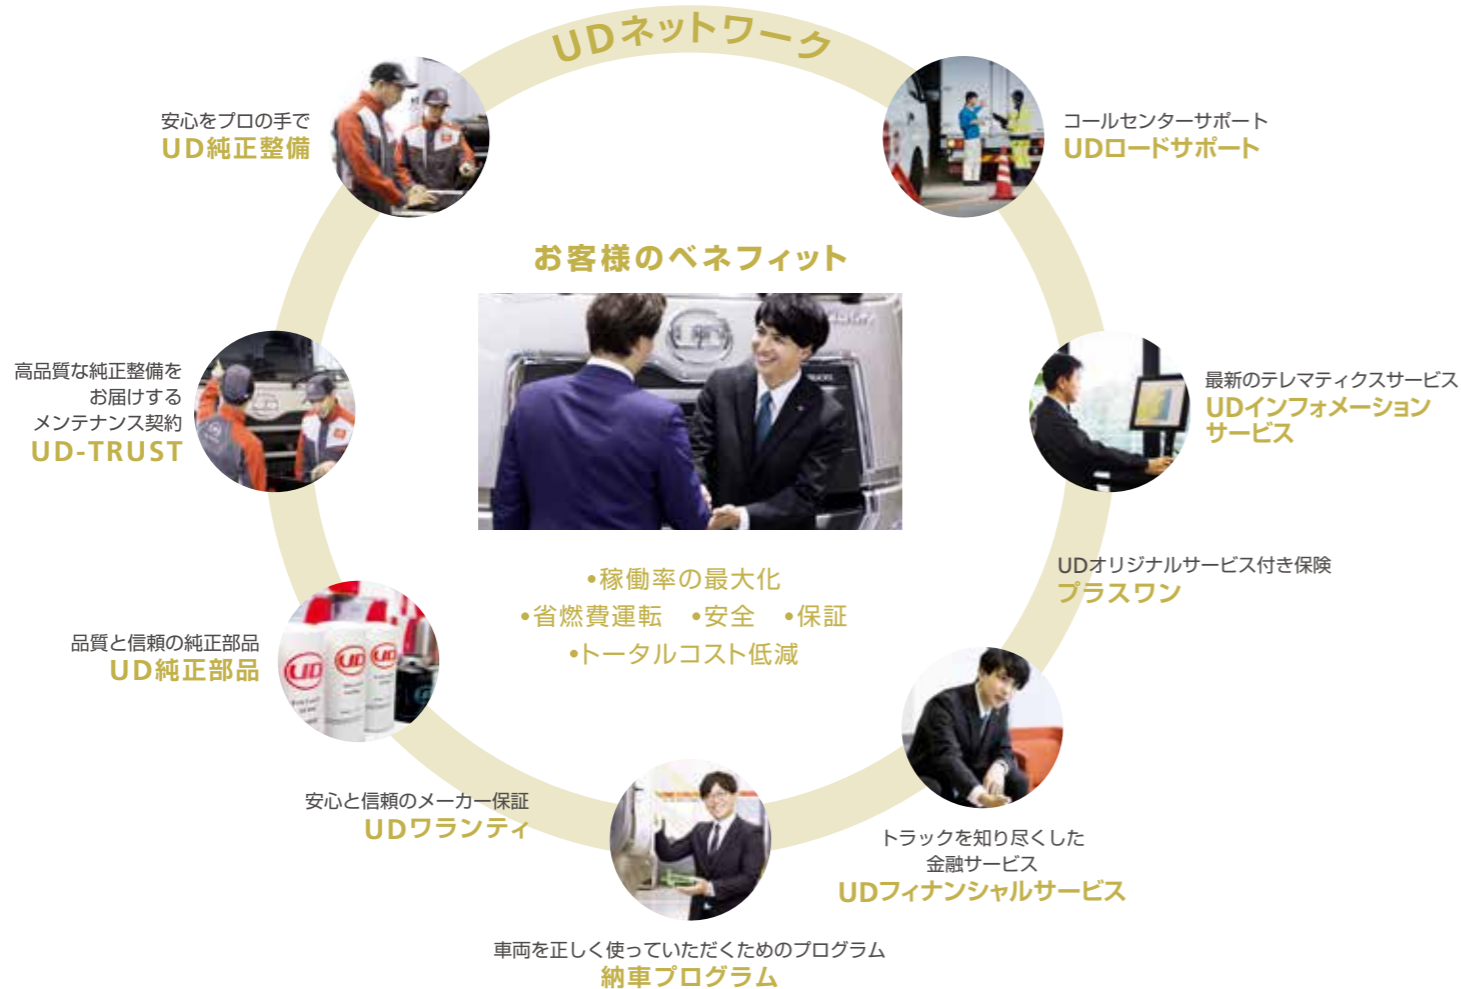 UDネットワーク
安心をプロの手で
UD純正整備
コールセンターサポート
UDロードサポート
お客様のベネフィット
高品質な純正整備を
お届けする
メンテナンス契約
UD-TRUST
最新のテレマティクスサービス
UDインフォメーション
サービス
•稼働率の最大化
•省燃費運転 •安全 •保証
•トータルコスト低減
UDオリジナルサービス付き保険
プラスワン
品質と信頼の純正部品
UD純正部品
UD
UD
UD
安心と信頼のメーカー保証
UDワランティ
トラックを知り尽くした
金融サービス
UDフィナンシャルサービス
車両を正しく使っていただくためのプログラム
納車プログラム